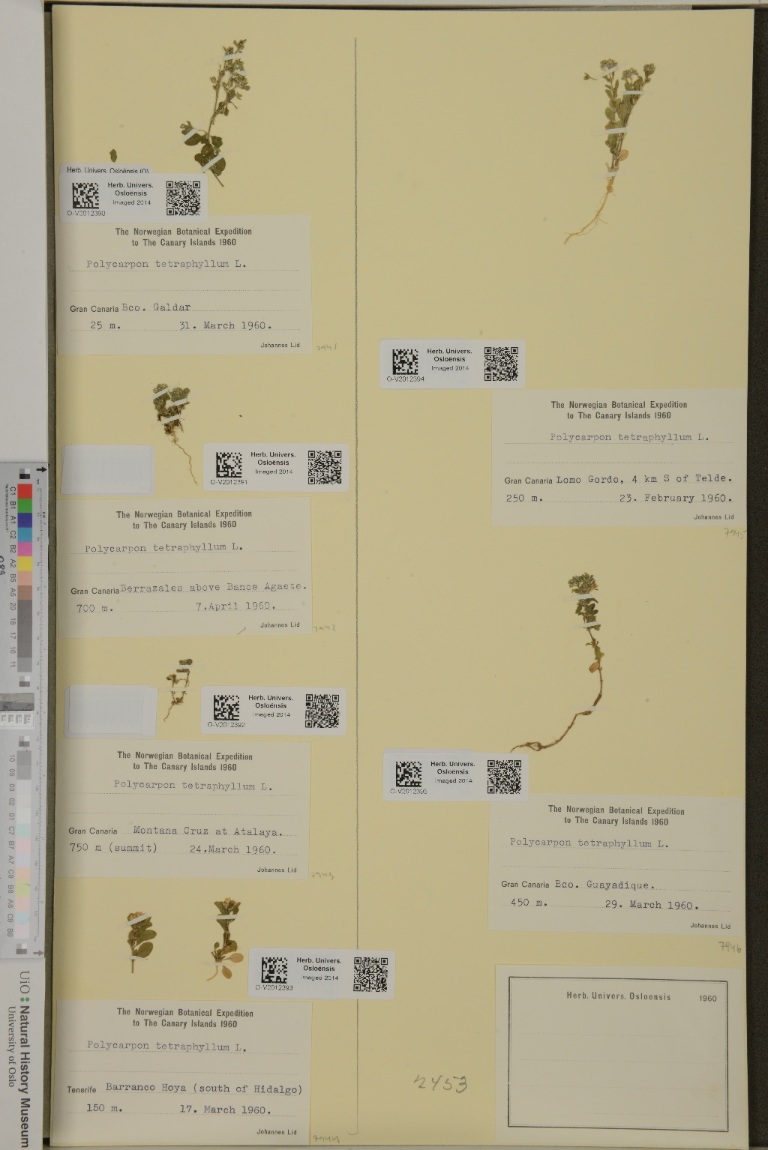 Herb. Univers. Osloënsis (O)
Herb. Univers.
Osloënsis
Imaged 2014
O-V2012390
The Norwegian Botanical Expedition
to The Canary Islands 1960
Polycarpon tetraphyllum L.
Gran Canaria Bco. Galdar
25 m. 31. March 1960.
Johannes Lid
Herb. Univers.
Osloënsis
Imaged 2014
O-V2012391
The Norwegian Botanical Expedition
to The Canary Islands 1960
Polycarpon tetraphyllum L.
Gran Canaria Berrazales above Bance Agaete.
700 m. 7.April 1960.
Johannes Lid
Herb. Univers.
Osloënsis
Imaged 2014
O-V2012392
The Norwegian Botanical Expedition
to The Canary Islands 1960
Polycarpon tetraphyllum L.
Gran Canaria Montana Cruz at Atalaya.
750 m (summit) 24.March 1960.
Johannes Lid
7943
Herb. Univers.
Osloënsis
Imaged 2014
O-V2012393
The Norwegian Botanical Expedition
to The Canary Islands 1960
Polycarpon tetraphyllum L.
Tenerife Barranco Hoya (south of Hidalgo)
150 m. 17. March 1960.
Johannes Lid
7944
Herb. Univers.
Osloënsis
Imaged 2014
O-V2012394
The Norwegian Botanical Expedition
to The Canary Islands 1960
Polycarpon tetraphyllum L.
Gran Canaria Lomo Gordo, 4 km S of Telde.
250 m. 23. February 1960.
Johannes Lid
7945
Herb. Univers.
Osloënsis
Imaged 2014
O-V2012395
The Norwegian Botanical Expedition
to The Canary Islands 1960
Polycarpon tetraphyllum L.
Gran Canaria Bco. Guayadique.
450 m. 29. March 1960.
Johannes Lid
7946
Herb. Univers. Osloensis 1960
2453
UiO Natural History Museum
University of Oslo